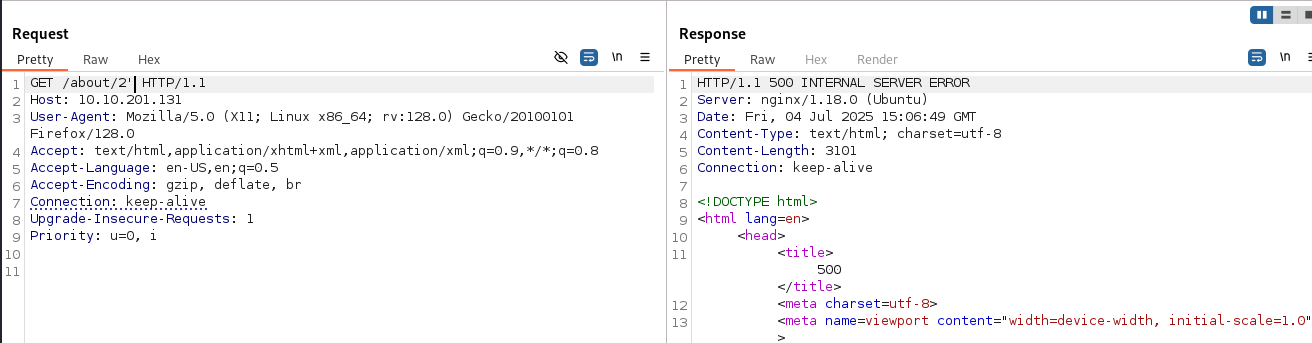 Request
Pretty Raw Hex \n
1 GET /about/2' HTTP/1.1
2 Host: 10.10.201.131
3 User-Agent: Mozilla/5.0 (X11; Linux x86_64; rv:128.0) Gecko/20100101
Firefox/128.0
4 Accept: text/html,application/xhtml+xml,application/xml;q=0.9,*/*;q=0.8
5 Accept-Language: en-US,en;q=0.5
6 Accept-Encoding: gzip, deflate, br
7 Connection: keep-alive
8 Upgrade-Insecure-Requests: 1
9 Priority: u=0, i
10
11
Response
Pretty Raw Hex Render \n
1 HTTP/1.1 500 INTERNAL SERVER ERROR
2 Server: nginx/1.18.0 (Ubuntu)
3 Date: Fri, 04 Jul 2025 15:06:49 GMT
4 Content-Type: text/html; charset=utf-8
5 Content-Length: 3101
6 Connection: keep-alive
7
8 <!DOCTYPE html>
9 <html lang=en>
10 <head>
11 <title>
500
</title>
12 <meta charset=utf-8>
13 <meta name=viewport content="width=device-width, initial-scale=1.0"
>